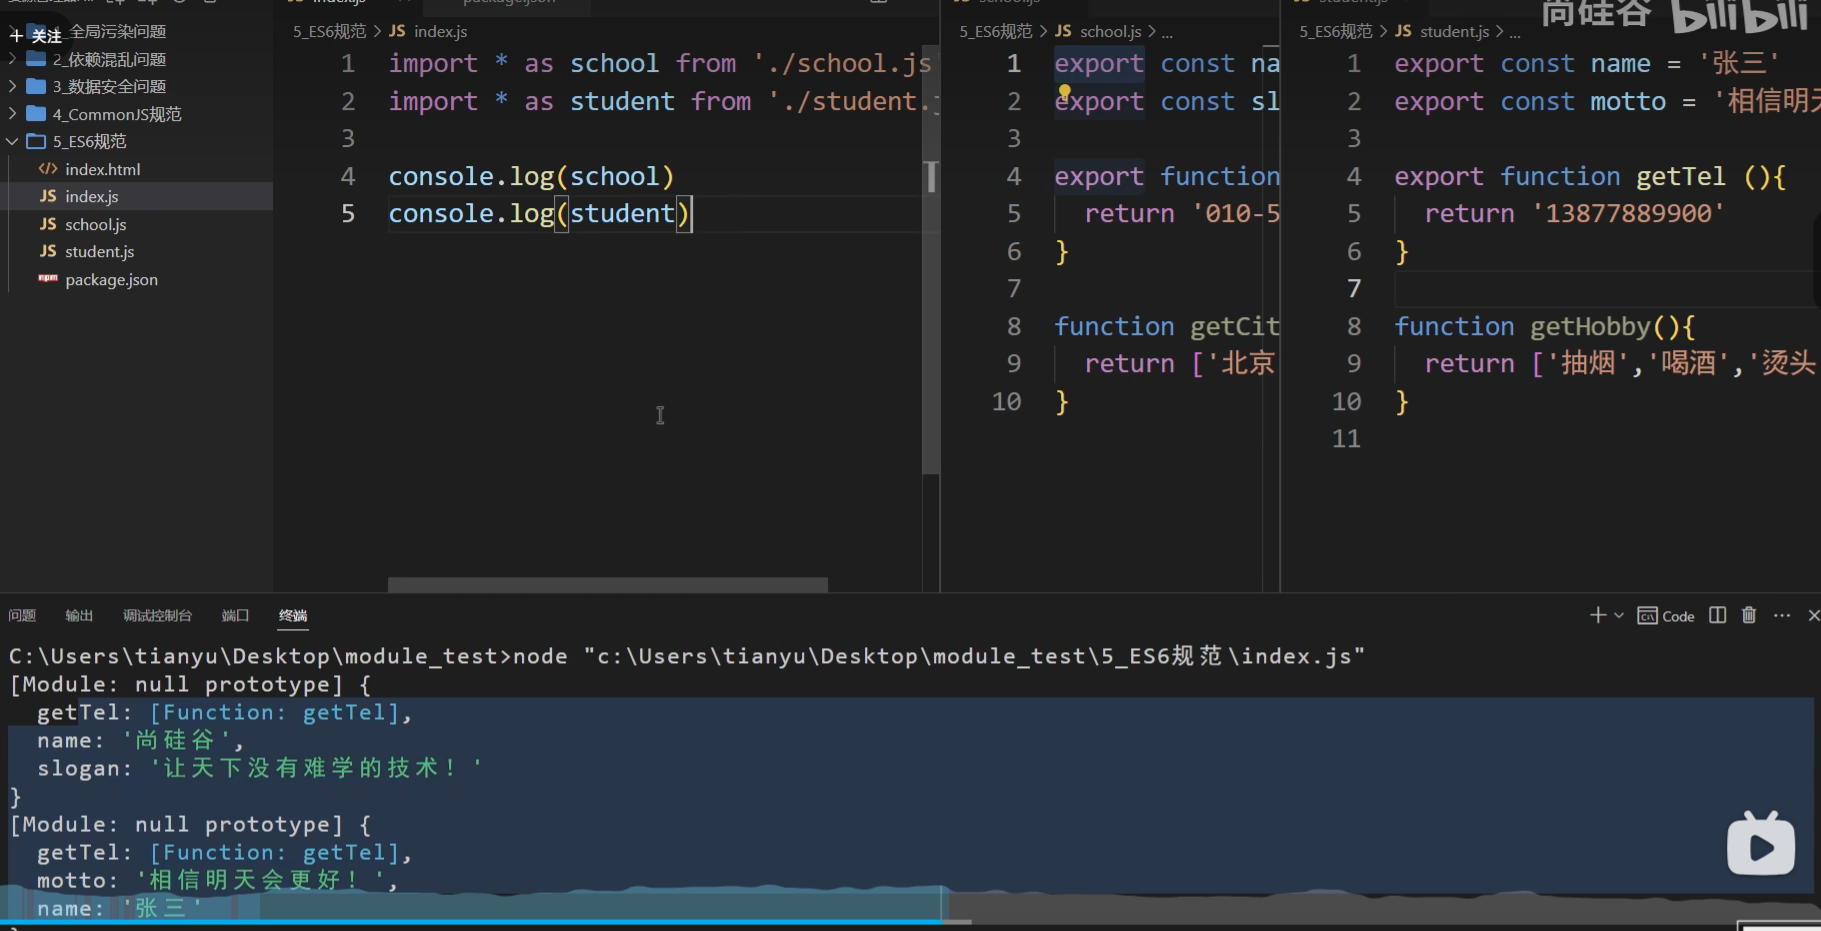 关注
1_全局污染问题
2_依赖混乱问题
3_数据安全问题
4_CommonJS规范
5_ES6规范
index.html
JS index.js
JS school.js
JS student.js
package.json
5_ES6规范 > JS index.js
1 import * as school from './school.js
2 import * as student from './student.j
3
4 console.log(school)
5 console.log(student)
5_ES6规范 > JS school.js > ...
1 export const na
2 export const sl
3
4 export function
5 return '010-5
6 }
7
8 function getCit
9 return ['北京
10 }
尚硅谷 bilibili
5_ES6规范 > JS student.js > ...
1 export const name = '张三'
2 export const motto = '相信明天
3
4 export function getTel (){
5 return '13877889900'
6 }
7
8 function getHobby(){
9 return ['抽烟','喝酒','烫头
10 }
11
问题 输出 调试控制台 端口 终端
Code
C:\Users\tianyu\Desktop\module_test>node "c:\Users\tianyu\Desktop\module_test\5_ES6规范\index.js"
[Module: null prototype] {
getTel: [Function: getTel],
name: '尚硅谷',
slogan: '让天下没有难学的技术！'
}
[Module: null prototype] {
getTel: [Function: getTel],
motto: '相信明天会更好！',
name: '张三'